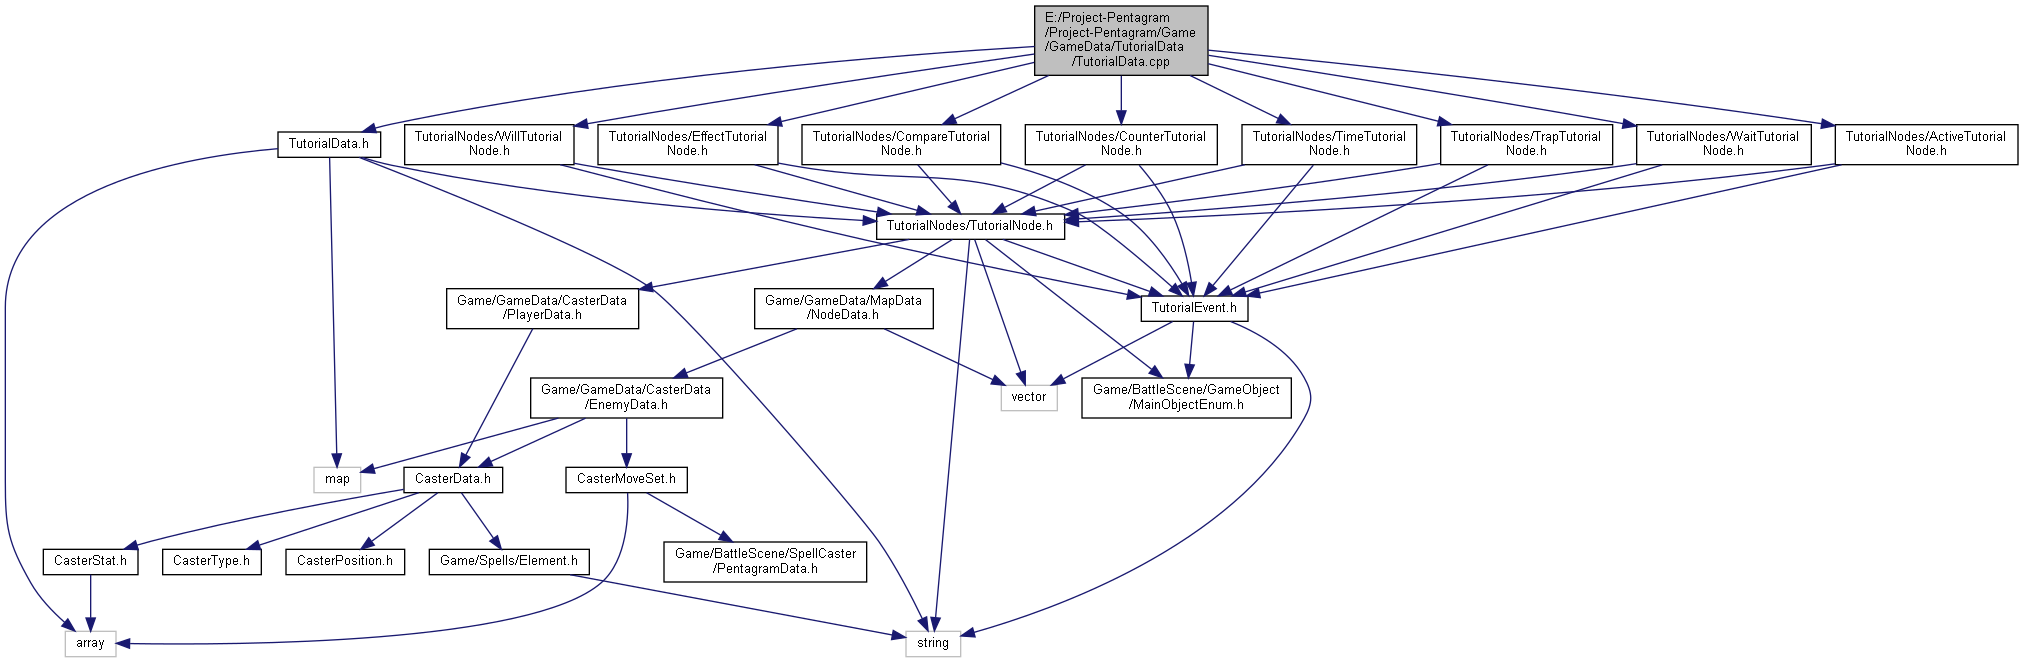 E:/Project-Pentagram
/Project-Pentagram/Game
/GameData/TutorialData
/TutorialData.cpp
TutorialData.h
TutorialNodes/WillTutorial
Node.h
TutorialNodes/EffectTutorial
Node.h
TutorialNodes/CompareTutorial
Node.h
TutorialNodes/CounterTutorial
Node.h
TutorialNodes/TimeTutorial
Node.h
TutorialNodes/TrapTutorial
Node.h
TutorialNodes/WaitTutorial
Node.h
TutorialNodes/ActiveTutorial
Node.h
TutorialNodes/TutorialNode.h
Game/GameData/CasterData
/PlayerData.h
Game/GameData/MapData
/NodeData.h
TutorialEvent.h
Game/GameData/CasterData
/EnemyData.h
vector
Game/BattleScene/GameObject
/MainObjectEnum.h
map
CasterData.h
CasterMoveSet.h
CasterStat.h
CasterType.h
CasterPosition.h
Game/Spells/Element.h
Game/BattleScene/SpellCaster
/PentagramData.h
array
string